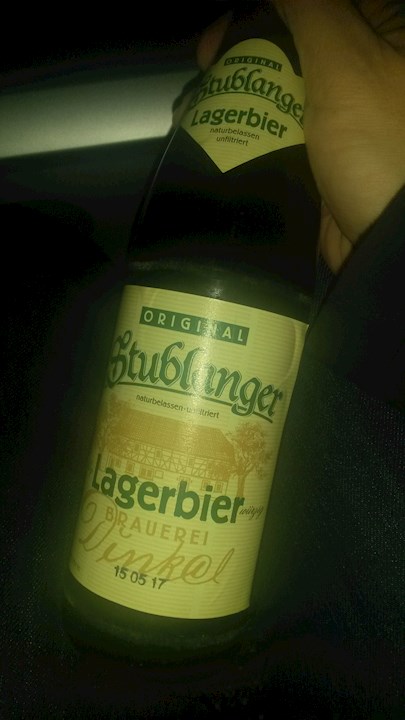 ORIGINAL
Stublanger
Lagerbier
naturbelassen
unfiltriert
ORIGINAL
Stublanger
naturbelassen-unfiltriert
Lagerbier
BRAUEREI
Dinkel
15 05 17